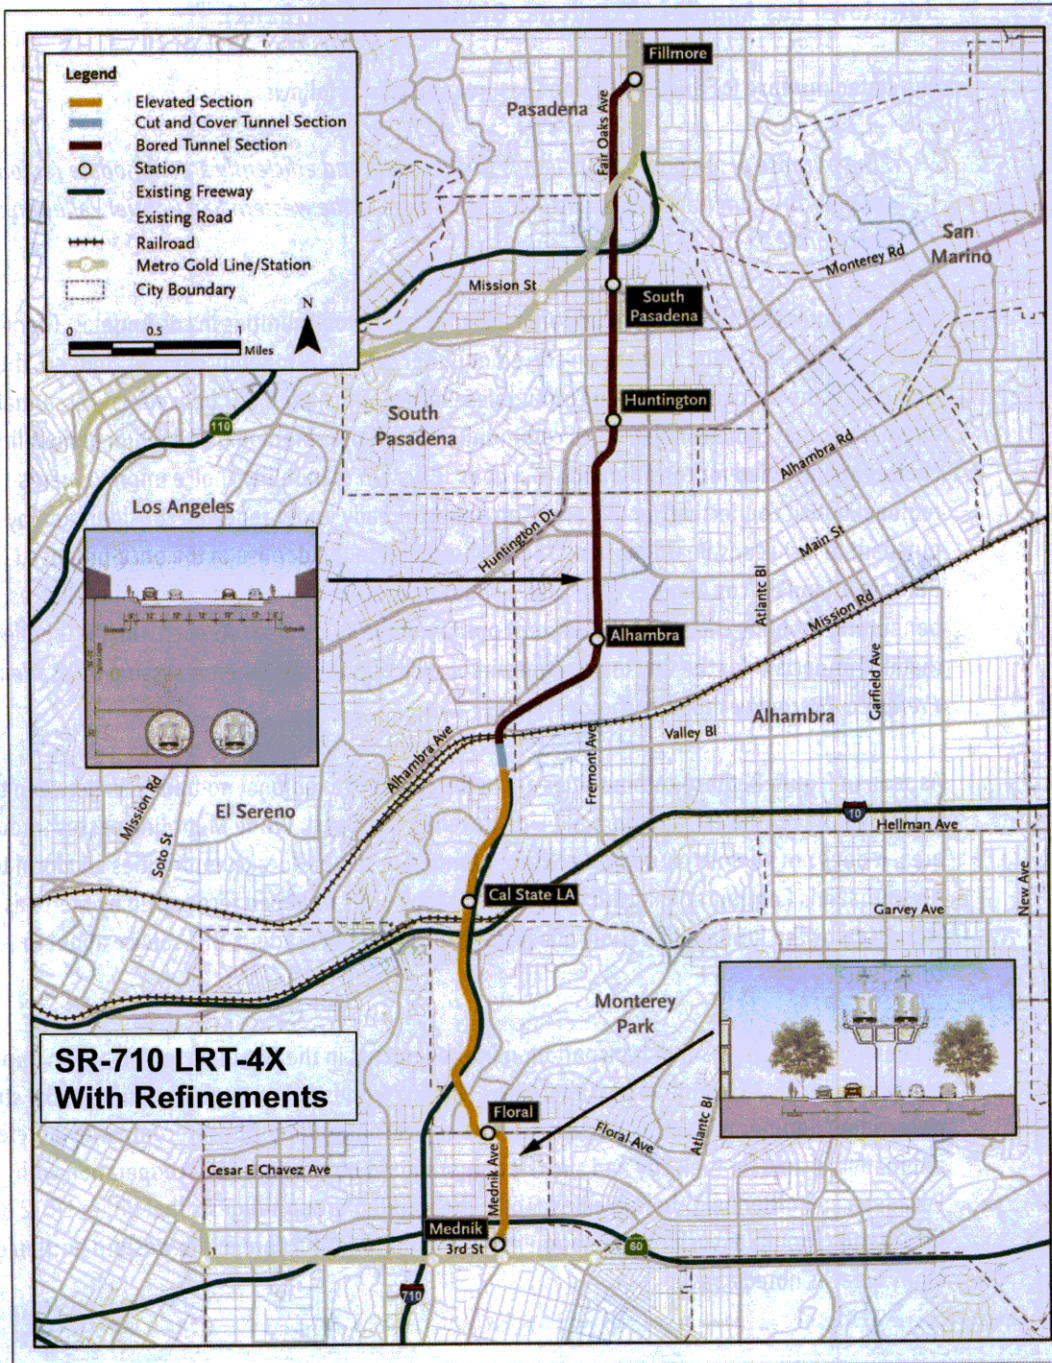 Legend
Elevated Section
Cut and Cover Tunnel Section
Bored Tunnel Section
Station
Existing Freeway
Existing Road
Railroad
Metro Gold Line/Station
City Boundary
N
0 0.5 1
Miles
Fillmore
Pasadena
Fair Oaks Ave
San
Marino
Monterey Rd
Mission St
South
Pasadena
Huntington
South
Pasadena
110
Alhambra Rd
Los Angeles
Huntington Dr
Main St
Atlantc Bl
Mission Rd
Alhambra
Garfield Ave
Alhambra
Valley Bl
Alhambra Ave
Fremont Ave
Mission Rd
El Sereno
Soto St
10
Hellman Ave
Cal State LA
Garvey Ave
New Ave
Monterey
Park
SR-710 LRT-4X
With Refinements
Floral
Floral Ave
Atlantc Bl
Cesar E Chavez Ave
Mednik Ave
Mednik
3rd St
60
710